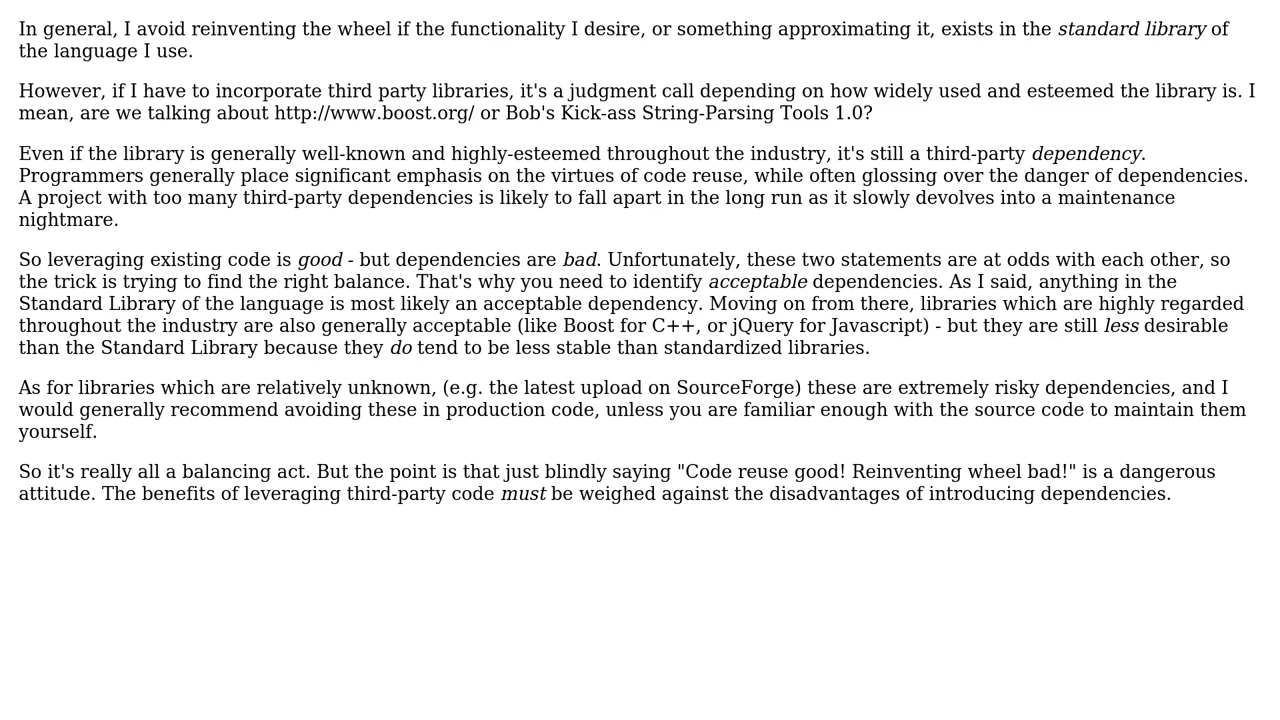 In general, I avoid reinventing the wheel if the functionality I desire, or something approximating it, exists in the standard library of
the language I use.
However, if I have to incorporate third party libraries, it's a judgment call depending on how widely used and esteemed the library is. I
mean, are we talking about http://www.boost.org/ or Bob's Kick-ass String-Parsing Tools 1.0?
Even if the library is generally well-known and highly-esteemed throughout the industry, it's still a third-party dependency.
Programmers generally place significant emphasis on the virtues of code reuse, while often glossing over the danger of dependencies.
A project with too many third-party dependencies is likely to fall apart in the long run as it slowly devolves into a maintenance
nightmare.
So leveraging existing code is good - but dependencies are bad. Unfortunately, these two statements are at odds with each other, so
the trick is trying to find the right balance. That's why you need to identify acceptable dependencies. As I said, anything in the
Standard Library of the language is most likely an acceptable dependency. Moving on from there, libraries which are highly regarded
throughout the industry are also generally acceptable (like Boost for C++, or jQuery for Javascript) - but they are still less desirable
than the Standard Library because they do tend to be less stable than standardized libraries.
As for libraries which are relatively unknown, (e.g. the latest upload on SourceForge) these are extremely risky dependencies, and I
would generally recommend avoiding these in production code, unless you are familiar enough with the source code to maintain them
yourself.
So it's really all a balancing act. But the point is that just blindly saying "Code reuse good! Reinventing wheel bad!" is a dangerous
attitude. The benefits of leveraging third-party code must be weighed against the disadvantages of introducing dependencies.